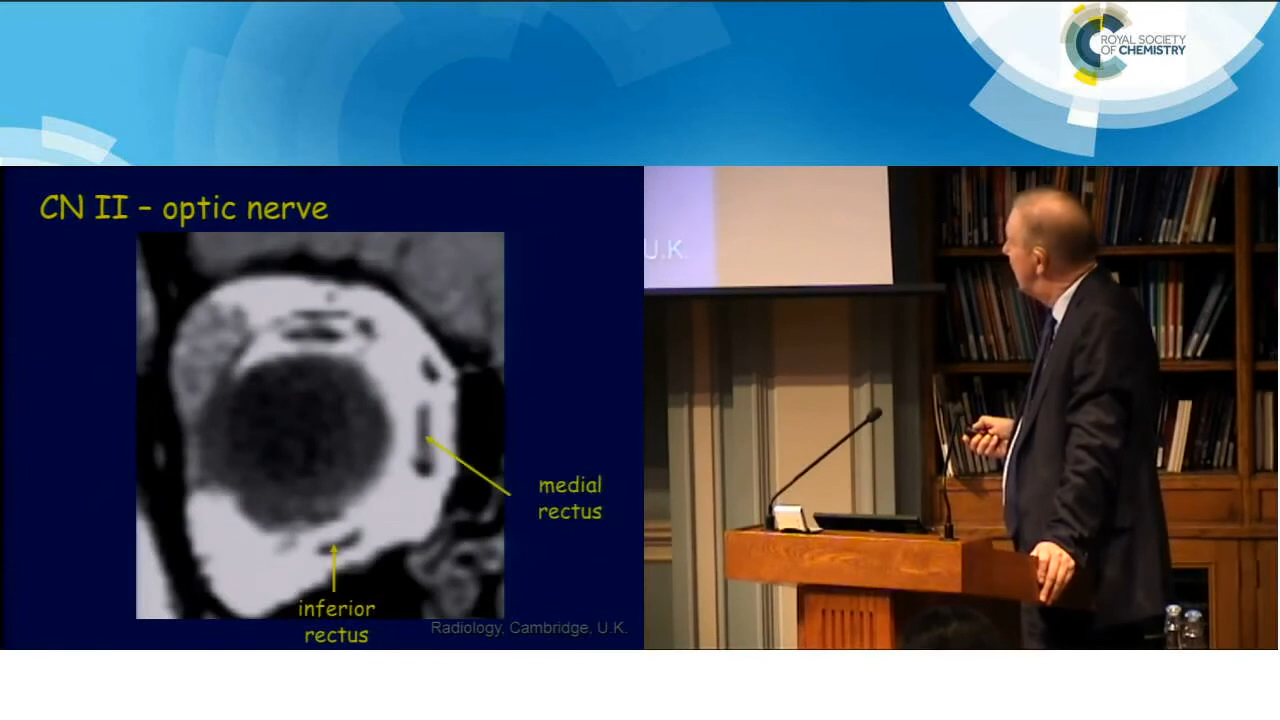 ROYAL SOCIETY
OF CHEMISTRY
CN II – optic nerve
medial
rectus
inferior
rectus
Radiology, Cambridge, U.K.
U.K.